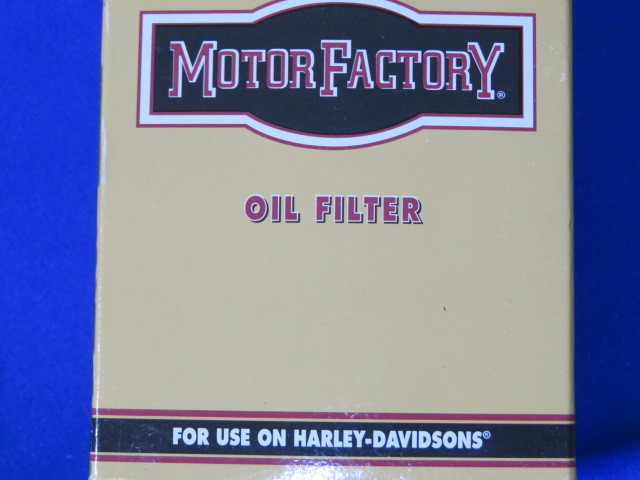 MOTORFACTORY®
OIL FILTER
FOR USE ON HARLEY-DAVIDSONS®